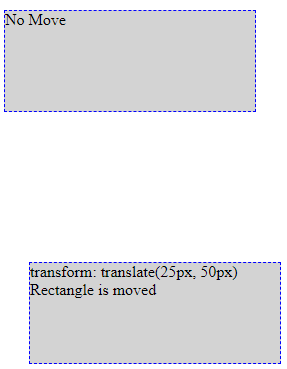 No Move
transform: translate(25px, 50px)
Rectangle is moved